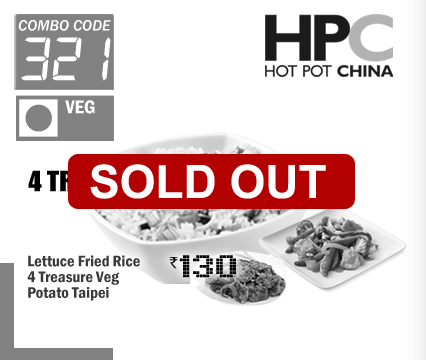 COMBO CODE
321
HPC
HOT POT CHINA
VEG
4
SOLD OUT
Lettuce Fried Rice
4 Treasure Veg
Potato Taipei
₹130